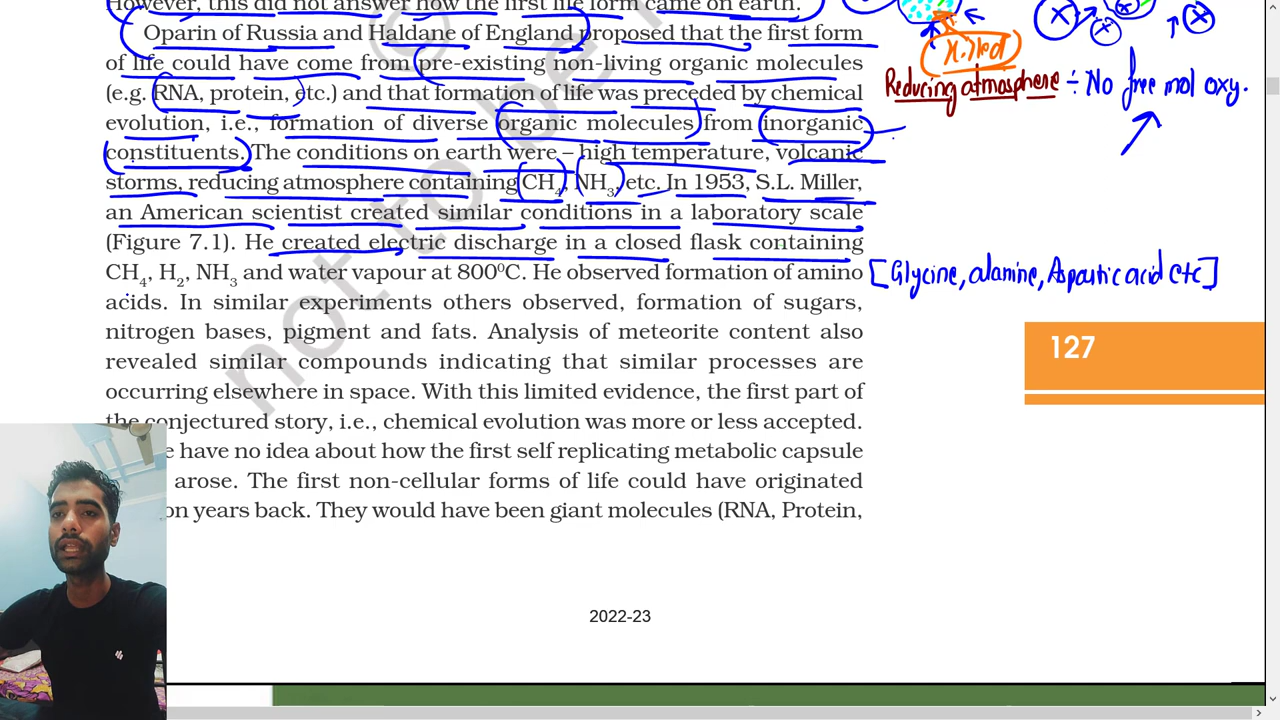 However, this did not answer how the first life form came on earth.
Oparin of Russia and Haldane of England proposed that the first form
of life could have come from pre-existing non-living organic molecules
(e.g. RNA, protein, etc.) and that formation of life was preceded by chemical
evolution, i.e., formation of diverse organic molecules from inorganic
constituents. The conditions on earth were – high temperature, volcanic
storms, reducing atmosphere containing CH₄, NH₃, etc. In 1953, S.L. Miller,
an American scientist created similar conditions in a laboratory scale
(Figure 7.1). He created electric discharge in a closed flask containing
CH₄, H₂, NH₃ and water vapour at 800⁰C. He observed formation of amino
acids. In similar experiments others observed, formation of sugars,
nitrogen bases, pigment and fats. Analysis of meteorite content also
revealed similar compounds indicating that similar processes are
occurring elsewhere in space. With this limited evidence, the first part of
the conjectured story, i.e., chemical evolution was more or less accepted.
have no idea about how the first self replicating metabolic capsule
arose. The first non-cellular forms of life could have originated
years back. They would have been giant molecules (RNA, Protein,
not to be
Killed
Reducing atmosphere ÷ No free mol oxy.
[Glycine, alanine, Aspartic acid etc]
127
2022-23